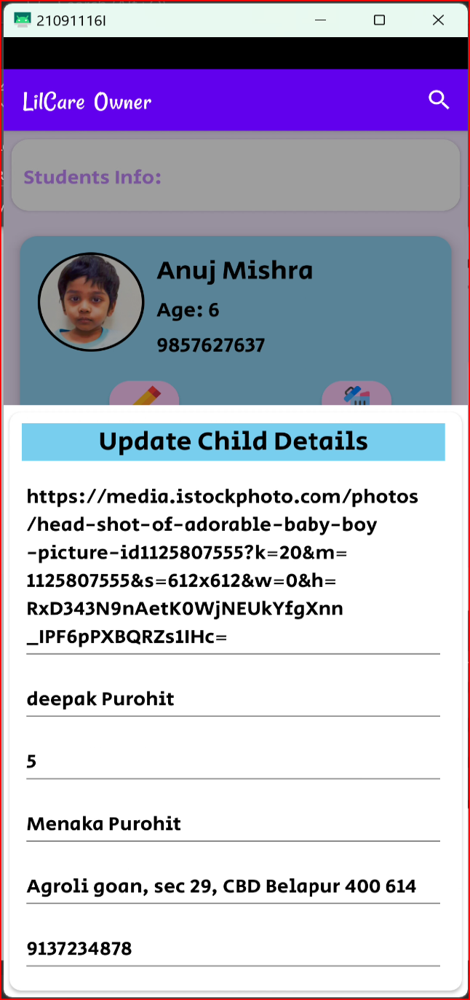 21091116I
LilCare Owner
Students Info:
Anuj Mishra
Age: 6
9857627637
Update Child Details
https://media.istockphoto.com/photos
/head-shot-of-adorable-baby-boy
-picture-id1125807555?k=20&m=
1125807555&s=612x612&w=0&h=
RxD343N9nAetK0WjNEUkYfgXnn
_IPF6pPXBQRZs1IHc=
deepak Purohit
5
Menaka Purohit
Agroli goan, sec 29, CBD Belapur 400 614
9137234878